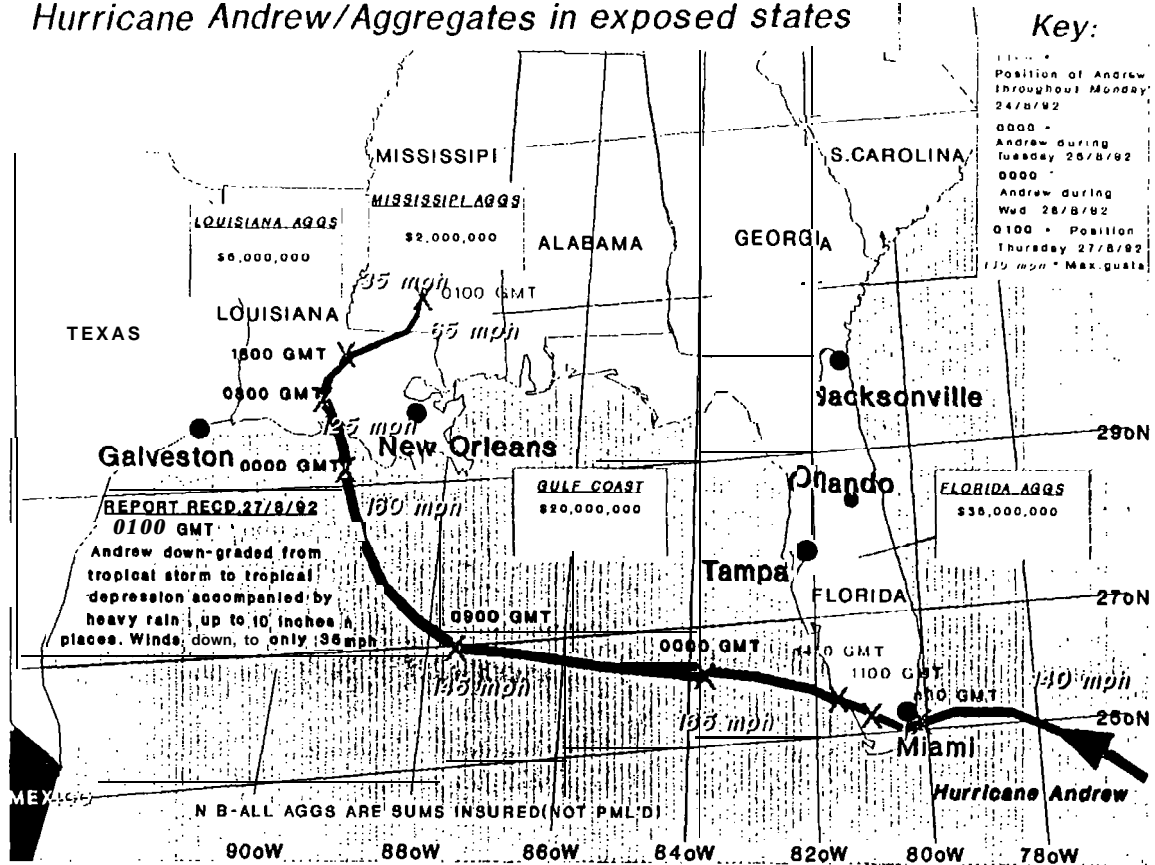 Hurricane Andrew/Aggregates in exposed states
Key:
Position of Andrew
throughout Monday
24/8/92
0000 =
Andrew during
Tuesday 25/8/92
0000
Andrew during
Wed 26/8/92
0100 = Position
Thursday 27/8/92
Max.gusts
MISSISSIPI
S.CAROLINA
MISSISSIPI AGGS
$2,000,000
LOUISIANA AGGS
$6,000,000
ALABAMA
GEORGIA
35 mph
0100 GMT
LOUISIANA
65 mph
TEXAS
1800 GMT
0800 GMT
Jacksonville
125 mph
New Orleans
29oN
Galveston
0000 GMT
Orlando
GULF COAST
$20,000,000
FLORIDA AGGS
$36,000,000
REPORT RECD,27/8/92
0100 GMT
160 mph
Andrew down-graded from
tropical storm to tropical
depression accompanied by
heavy rain, up to 10 inches in
places. Winds, down, to only 35mph
Tampa
FLORIDA
27oN
0900 GMT
0000 GMT
GMT
1100 GMT
145 mph
GMT
140 mph
165 mph
25oN
Miami
MEXICO
Hurricane Andrew
N B-ALL AGGS ARE SUMS INSURED(NOT PML'D)
90oW
88oW
86oW
84oW
82oW
80oW
78oW